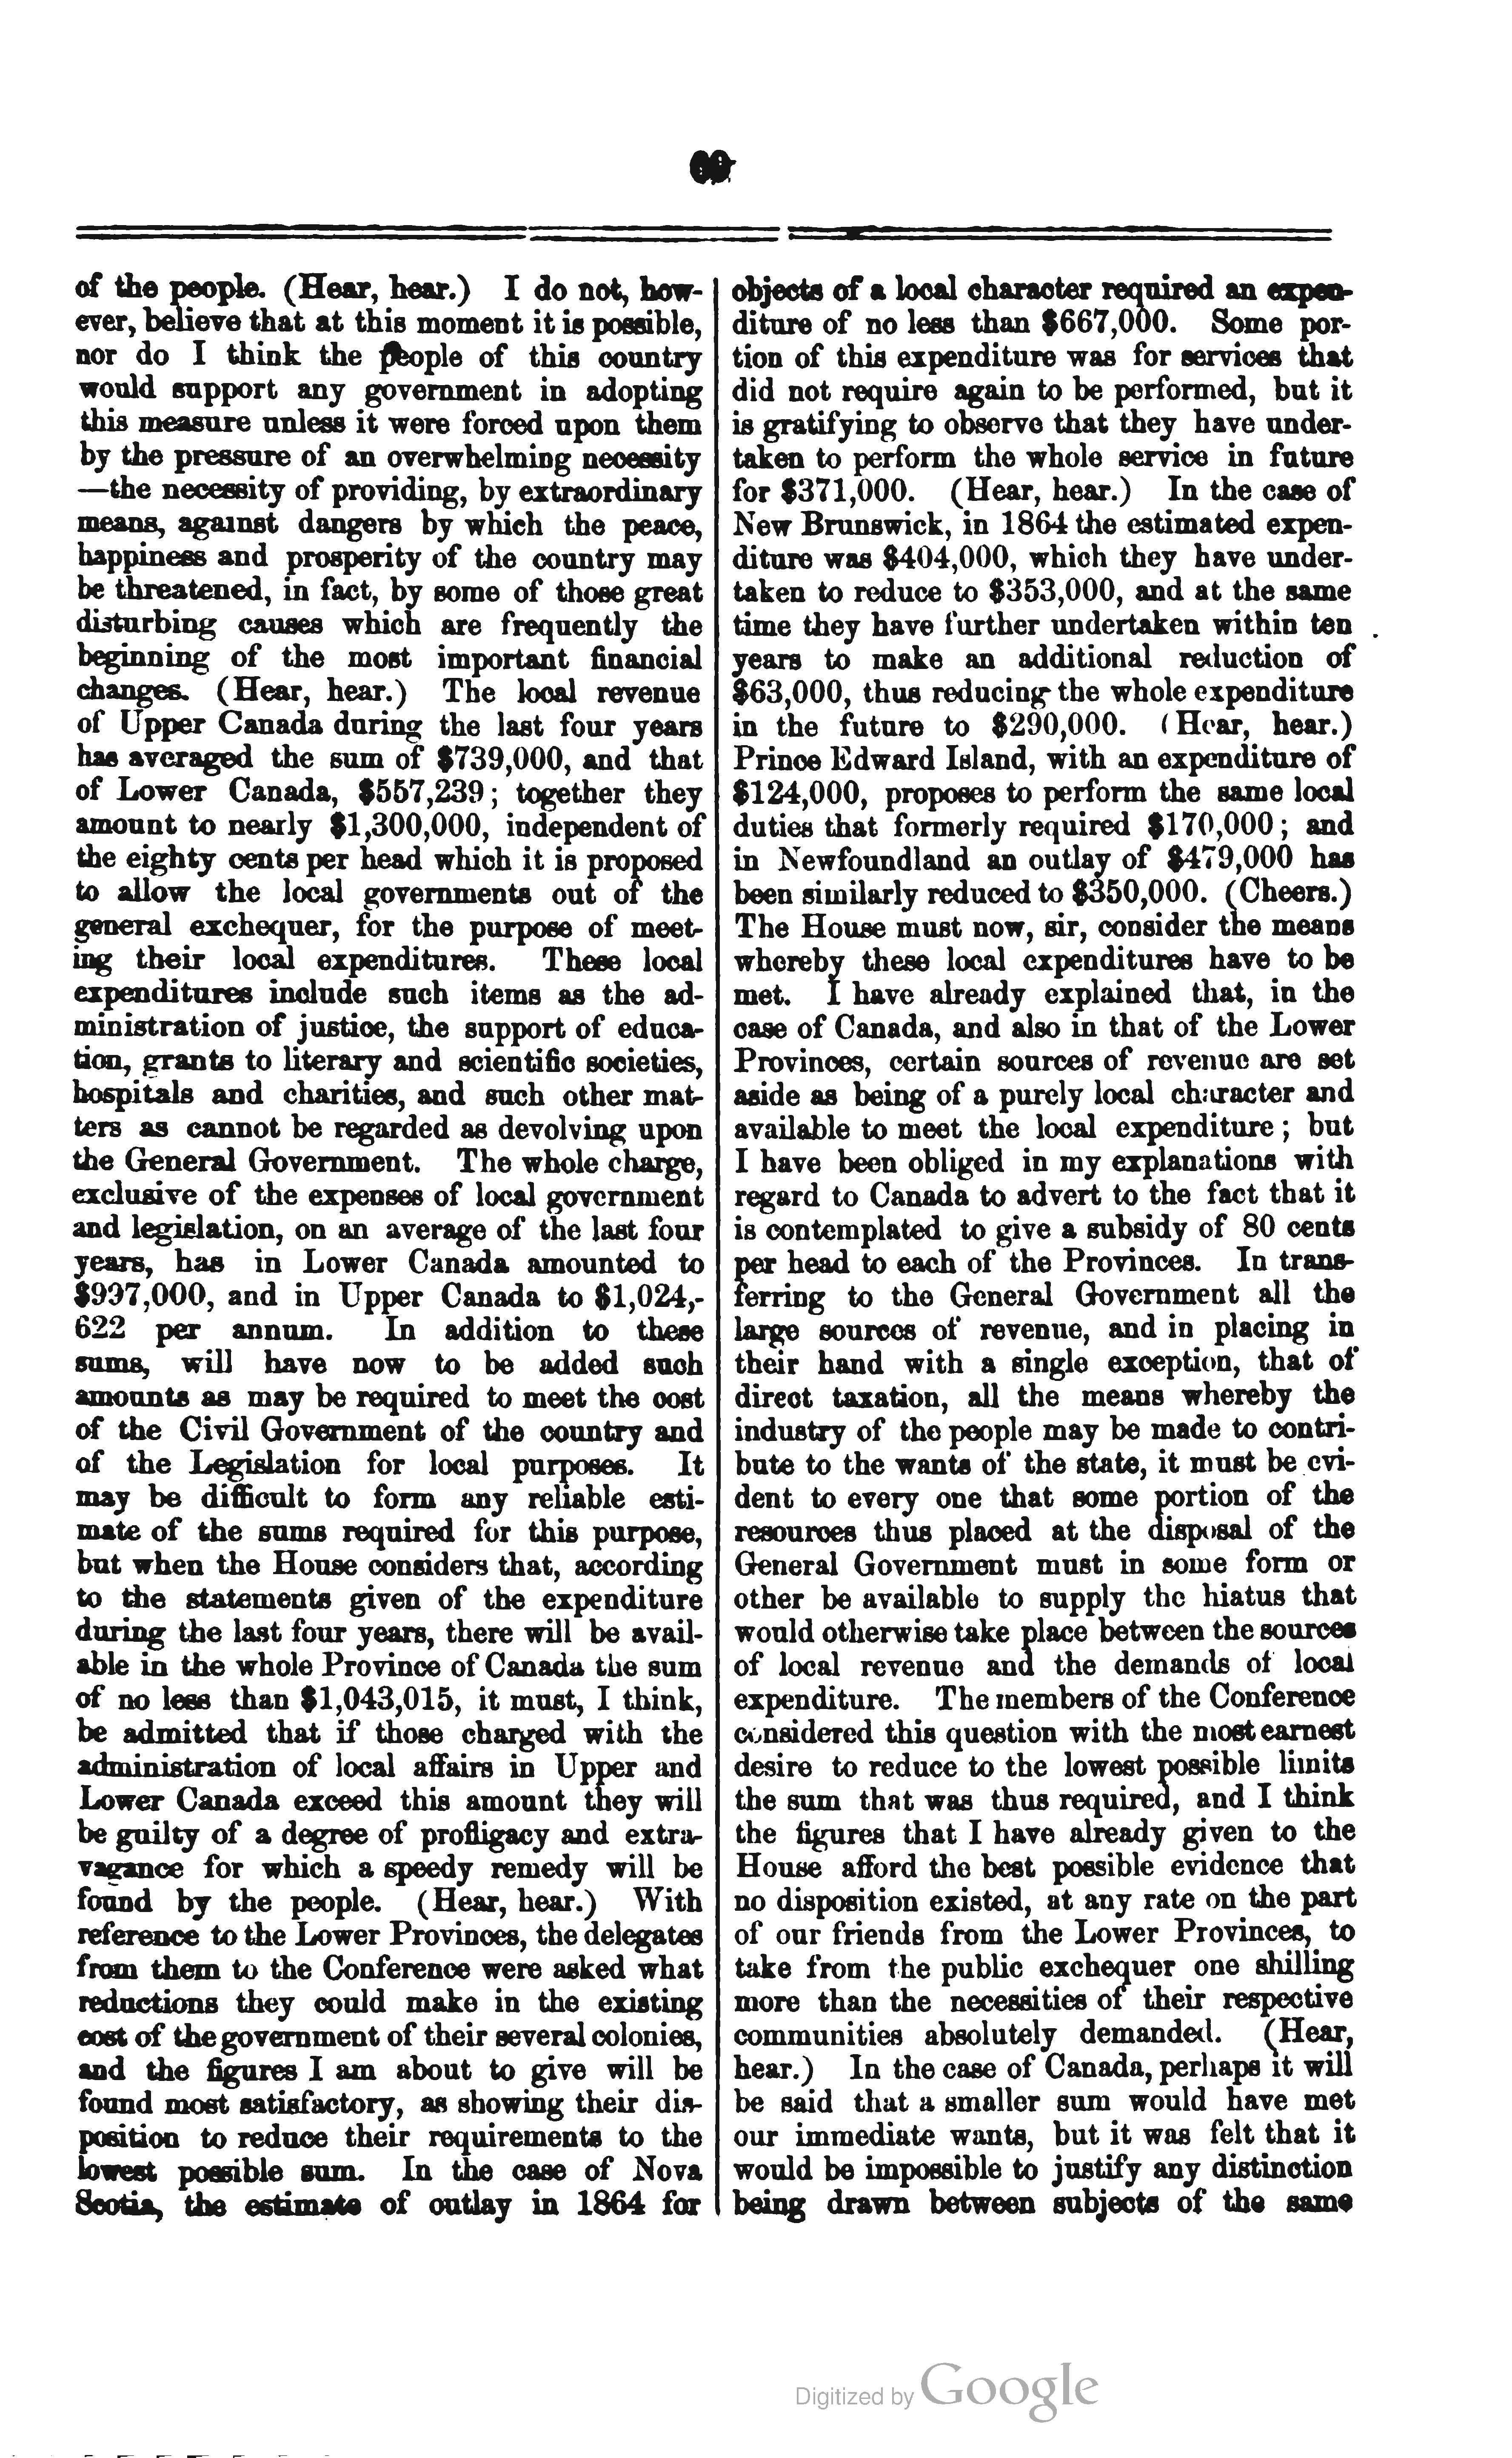 of the people. (Hear, hear.) I do not, how-
ever, believe that at this moment it is possible,
nor do I think the people of this country
would support any government in adopting
this measure unless it were forced upon them
by the pressure of an overwhelming necessity
—the necessity of providing, by extraordinary
means, against dangers by which the peace,
happiness and prosperity of the country may
be threatened, in fact, by some of those great
disturbing causes which are frequently the
beginning of the most important financial
changes. (Hear, hear.) The local revenue
of Upper Canada during the last four years
has averaged the sum of $739,000, and that
of Lower Canada, $557,239; together they
amount to nearly $1,300,000, independent of
the eighty cents per head which it is proposed
to allow the local governments out of the
general exchequer, for the purpose of meet-
ing their local expenditures. These local
expenditures include such items as the ad-
ministration of justice, the support of educa-
tion, grants to literary and scientific societies,
hospitals and charities, and such other mat-
ters as cannot be regarded as devolving upon
the General Government. The whole charge,
exclusive of the expenses of local government
and legislation, on an average of the last four
years, has in Lower Canada amounted to
$997,000, and in Upper Canada to $1,024,-
622 per annum. In addition to these
sums, will have now to be added such
amounts as may be required to meet the cost
of the Civil Government of the country and
of the Legislation for local purposes. It
may be difficult to form any reliable esti-
mate of the sums required for this purpose,
but when the House considers that, according
to the statements given of the expenditure
during the last four years, there will be avail-
able in the whole Province of Canada the sum
of no less than $1,043,015, it must, I think,
be admitted that if those charged with the
administration of local affairs in Upper and
Lower Canada exceed this amount they will
be guilty of a degree of profligacy and extra-
vagance for which a speedy remedy will be
found by the people. (Hear, hear.) With
reference to the Lower Provinces, the delegates
from them to the Conference were asked what
reductions they could make in the existing
cost of the government of their several colonies,
and the figures I am about to give will be
found most satisfactory, as showing their dis-
position to reduce their requirements to the
lowest possible sum. In the case of Nova
Scotia, the estimate of outlay in 1864 for
objects of a local character required an expen-
diture of no less than $667,000. Some por-
tion of this expenditure was for services that
did not require again to be performed, but it
is gratifying to observe that they have under-
taken to perform the whole service in future
for $371,000. (Hear, hear.) In the case of
New Brunswick, in 1864 the estimated expen-
diture was $404,000, which they have under-
taken to reduce to $353,000, and at the same
time they have further undertaken within ten
years to make an additional reduction of
$63,000, thus reducing the whole expenditure
in the future to $290,000. (Hear, hear.)
Prince Edward Island, with an expenditure of
$124,000, proposes to perform the same local
duties that formerly required $170,000; and
in Newfoundland an outlay of $479,000 has
been similarly reduced to $350,000. (Cheers.)
The House must now, sir, consider the means
whereby these local expenditures have to be
met. I have already explained that, in the
case of Canada, and also in that of the Lower
Provinces, certain sources of revenue are set
aside as being of a purely local character and
available to meet the local expenditure; but
I have been obliged in my explanations with
regard to Canada to advert to the fact that it
is contemplated to give a subsidy of 80 cents
per head to each of the Provinces. In trans-
ferring to the General Government all the
large sources of revenue, and in placing in
their hand with a single exception, that of
direct taxation, all the means whereby the
industry of the people may be made to contri-
bute to the wants of the state, it must be evi-
dent to every one that some portion of the
resources thus placed at the disposal of the
General Government must in some form or
other be available to supply the hiatus that
would otherwise take place between the sources
of local revenue and the demands of local
expenditure. The members of the Conference
considered this question with the most earnest
desire to reduce to the lowest possible limits
the sum that was thus required, and I think
the figures that I have already given to the
House afford the best possible evidence that
no disposition existed, at any rate on the part
of our friends from the Lower Provinces, to
take from the public exchequer one shilling
more than the necessities of their respective
communities absolutely demanded. (Hear,
hear.) In the case of Canada, perhaps it will
be said that a smaller sum would have met
our immediate wants, but it was felt that it
would be impossible to justify any distinction
being drawn between subjects of the same
Digitized by Google